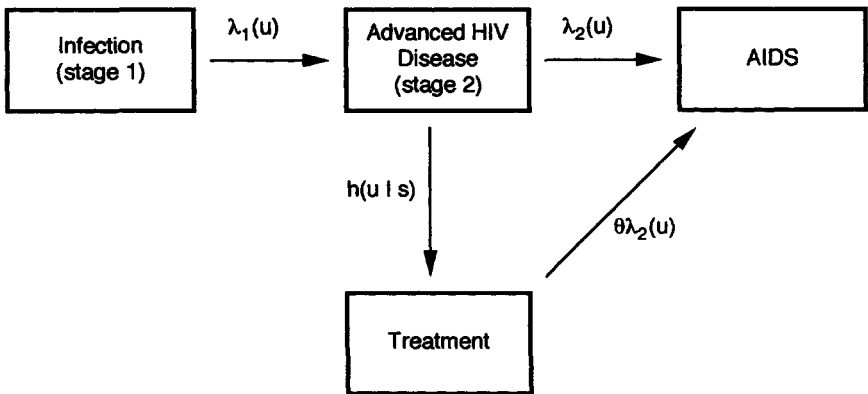 Infection
(stage 1)
λ₁(u)
Advanced HIV
Disease
(stage 2)
λ₂(u)
AIDS
h(u | s)
θλ₂(u)
Treatment